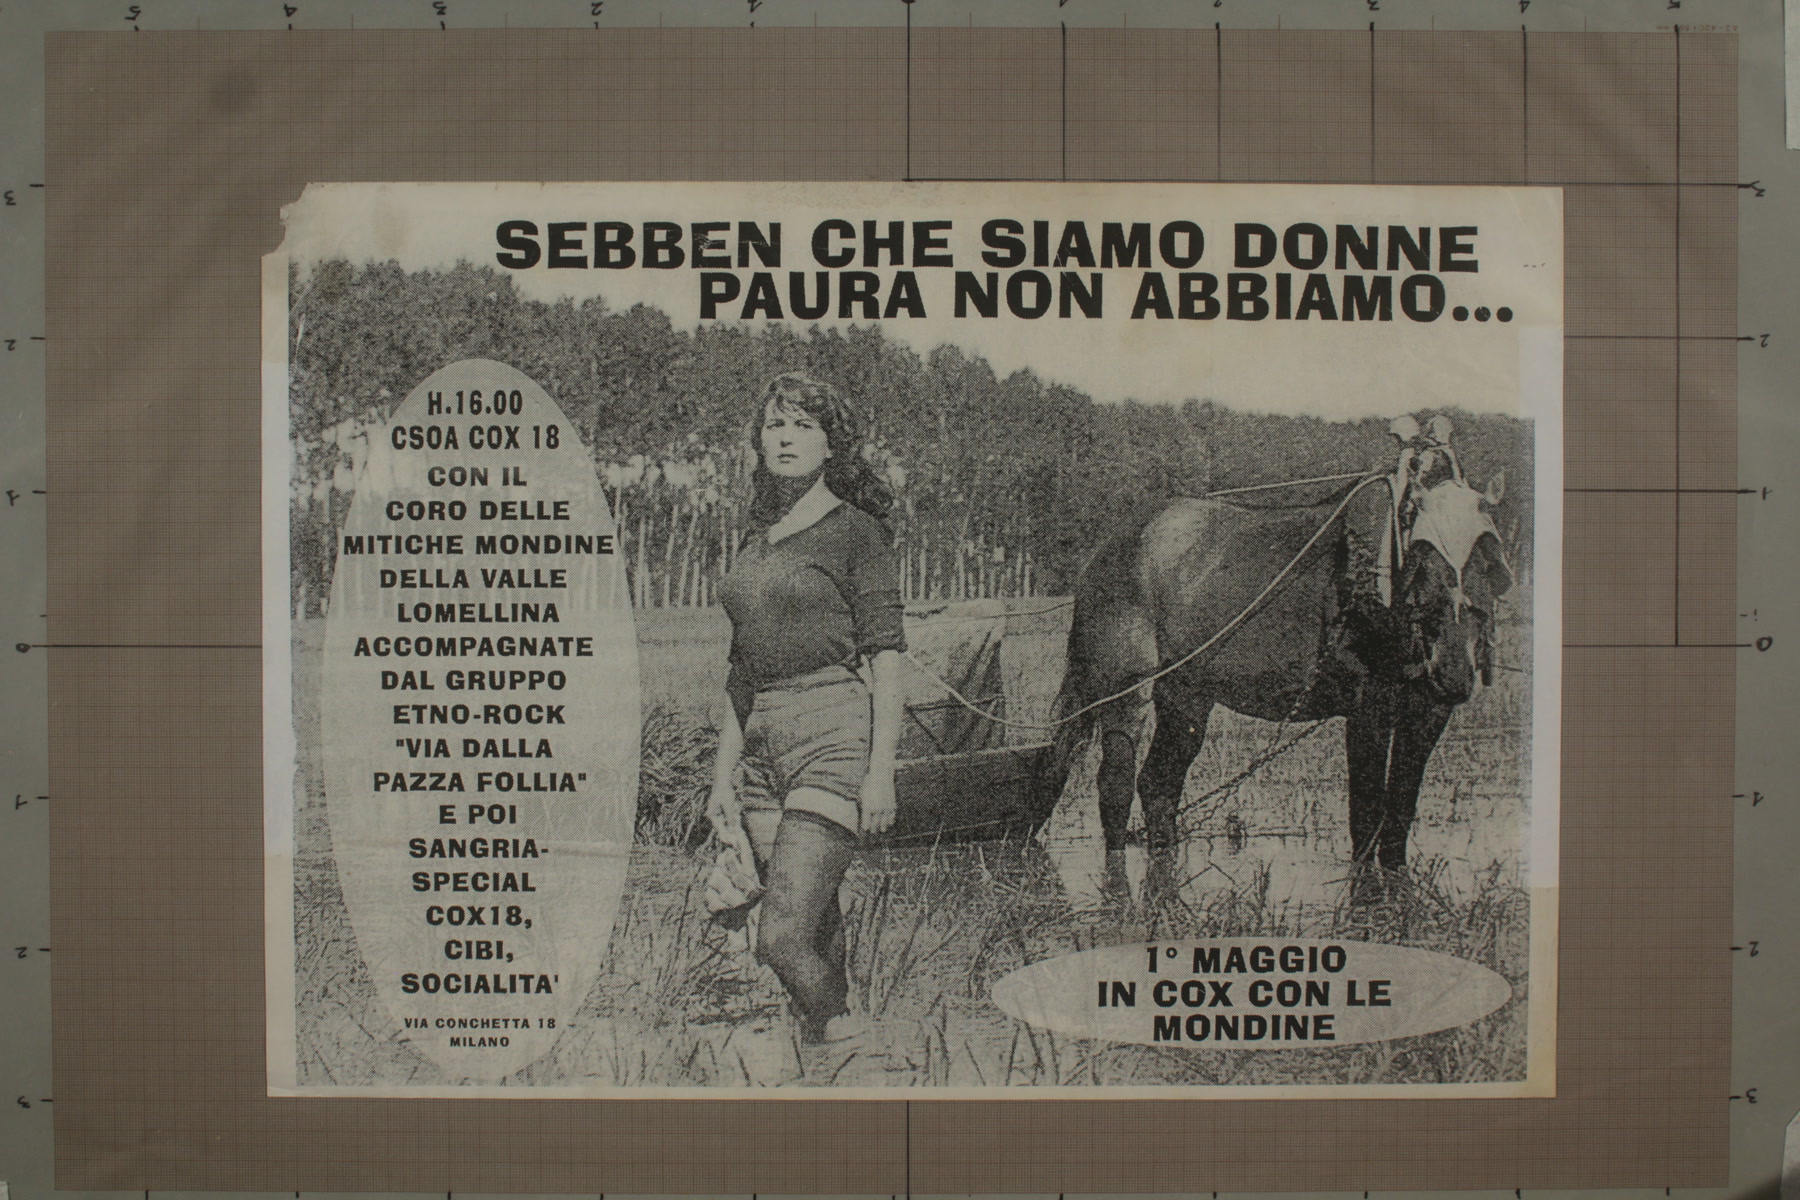 SEBBEN CHE SIAMO DONNE
PAURA NON ABBIAMO...
H.16.00
CSOA COX 18
CON IL
CORO DELLE
MITICHE MONDINE
DELLA VALLE
LOMELLINA
ACCOMPAGNATE
DAL GRUPPO
ETNO-ROCK
"VIA DALLA
PAZZA FOLLIA"
E POI
SANGRIA-
SPECIAL
COX18,
CIBI,
SOCIALITA'
VIA CONCHETTA 18
MILANO
1° MAGGIO
IN COX CON LE
MONDINE